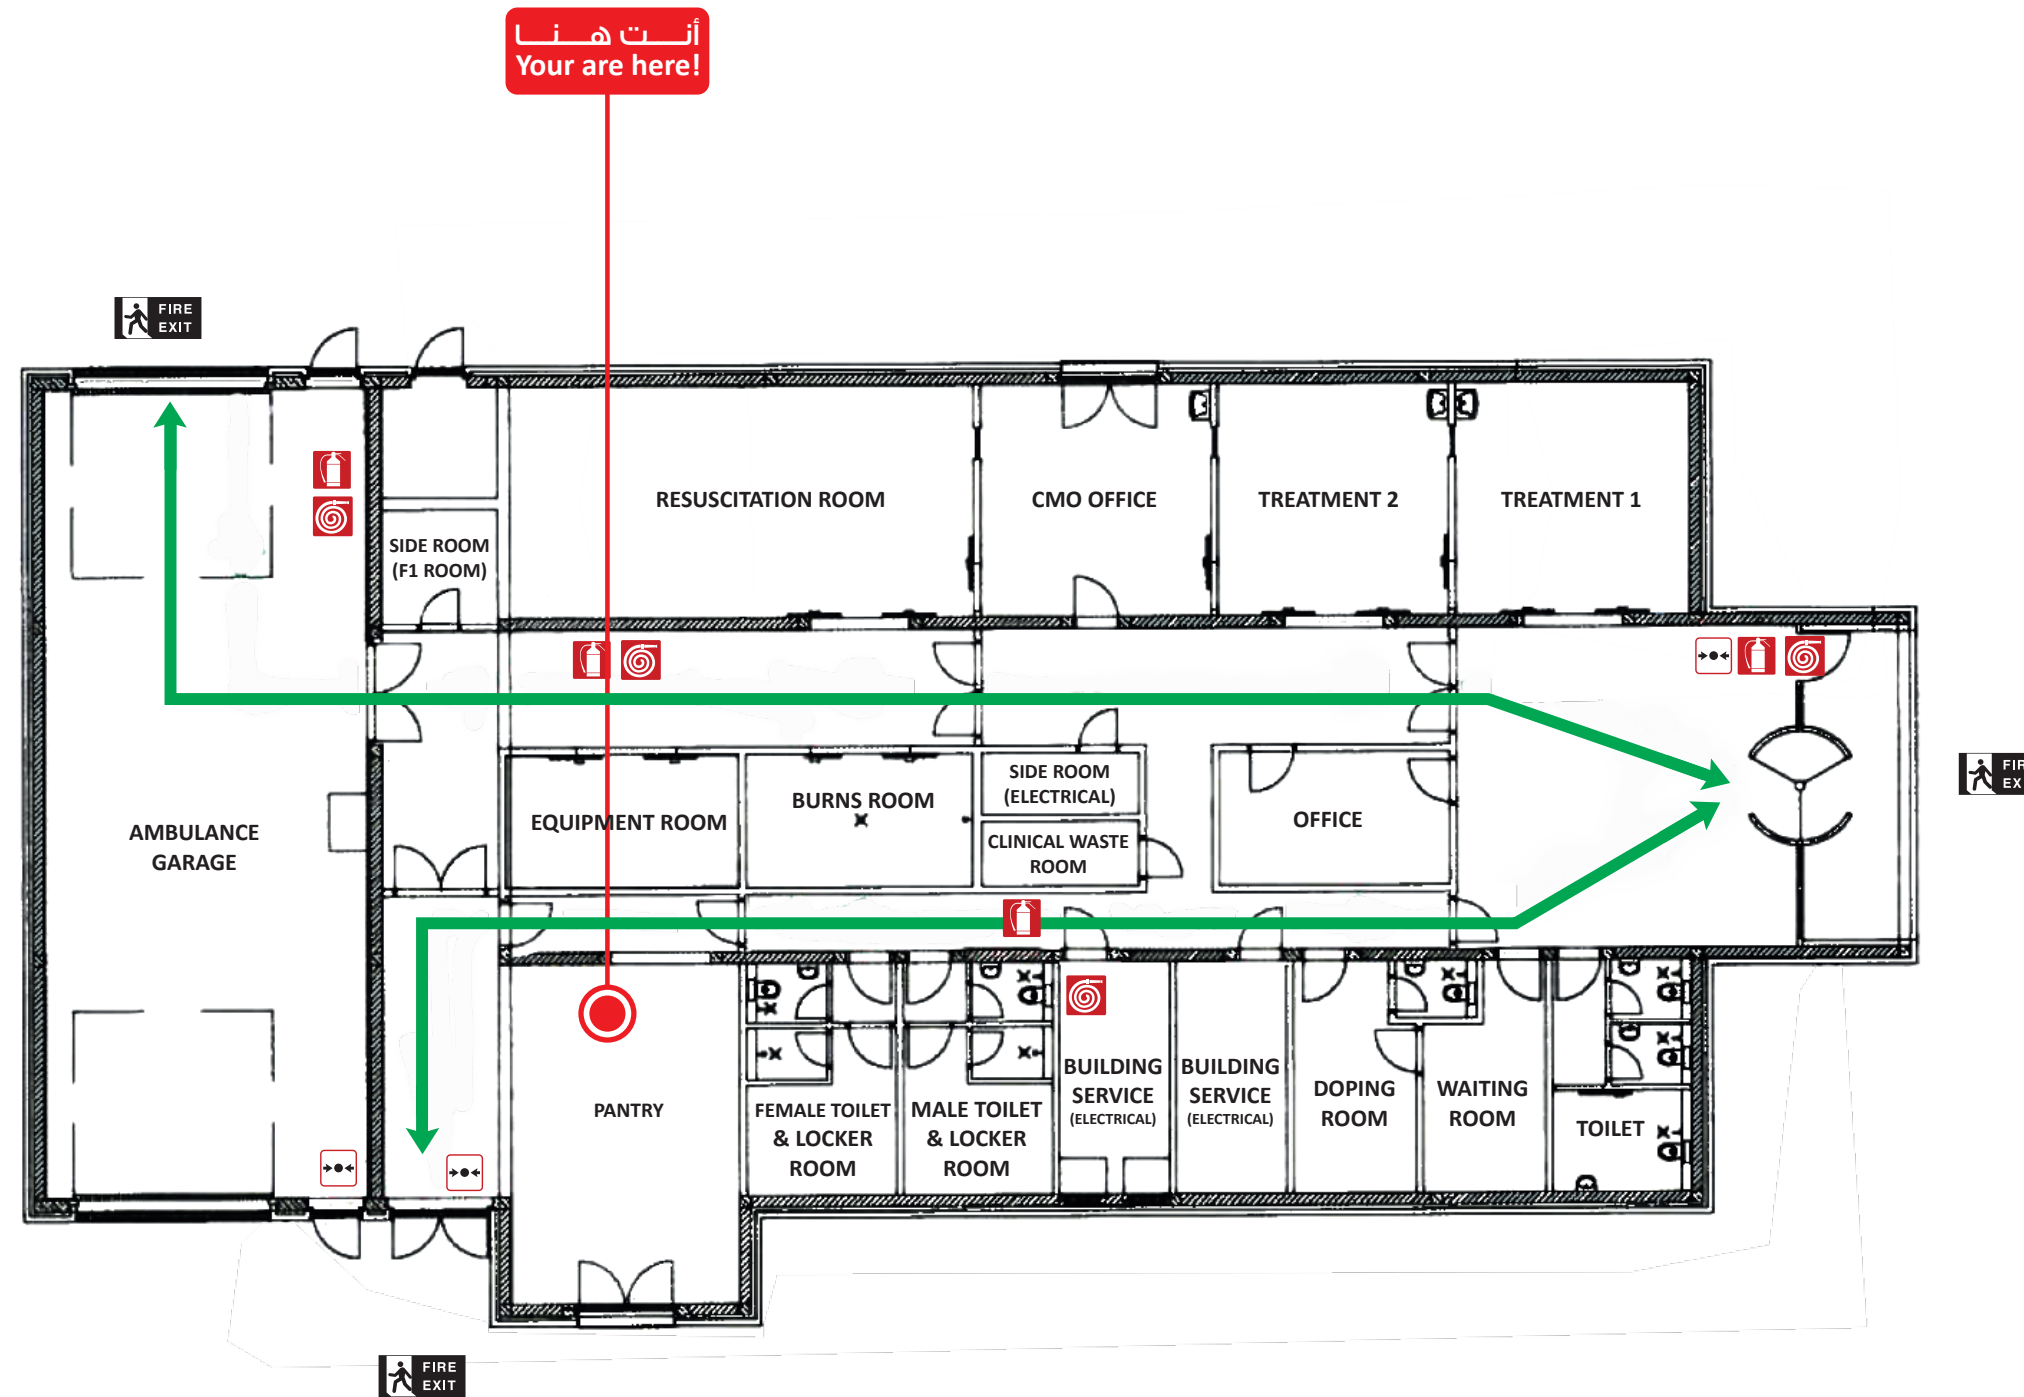 أنت هنا
Your are here!
FIRE
EXIT
RESUSCITATION ROOM
CMO OFFICE
TREATMENT 2
TREATMENT 1
SIDE ROOM
(F1 ROOM)
AMBULANCE
GARAGE
EQUIPMENT ROOM
BURNS ROOM
SIDE ROOM
(ELECTRICAL)
CLINICAL WASTE
ROOM
OFFICE
FIR
EX
PANTRY
FEMALE TOILET
& LOCKER
ROOM
MALE TOILET
& LOCKER
ROOM
BUILDING
SERVICE
(ELECTRICAL)
BUILDING
SERVICE
(ELECTRICAL)
DOPING
ROOM
WAITING
ROOM
TOILET
FIRE
EXIT